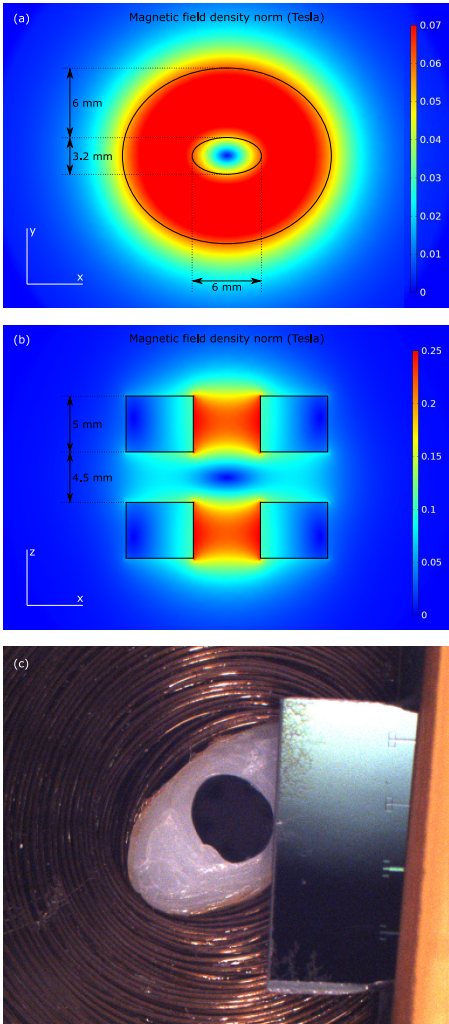 (a)
Magnetic field density norm (Tesla)
0.07
0.06
0.05
0.04
0.03
0.02
0.01
0
6 mm
3.2 mm
6 mm
y
x
(b)
Magnetic field density norm (Tesla)
0.25
0.2
0.15
0.1
0.05
0
5 mm
4.5 mm
z
x
(c)